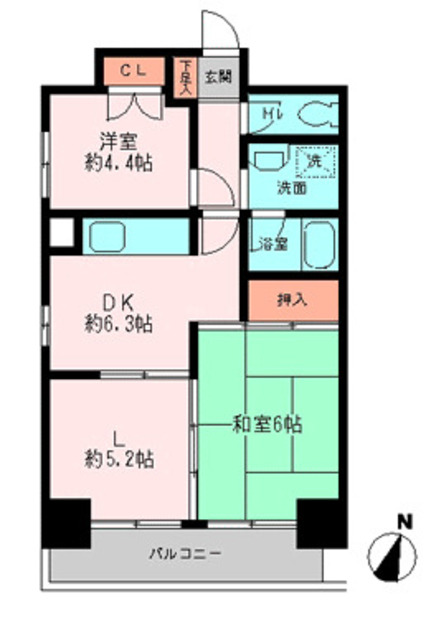 CL
下足入
玄関
トイレ
洋室
約4.4帖
洗
洗面
浴室
DK
約6.3帖
押入
和室6帖
L
約5.2帖
バルコニー
N